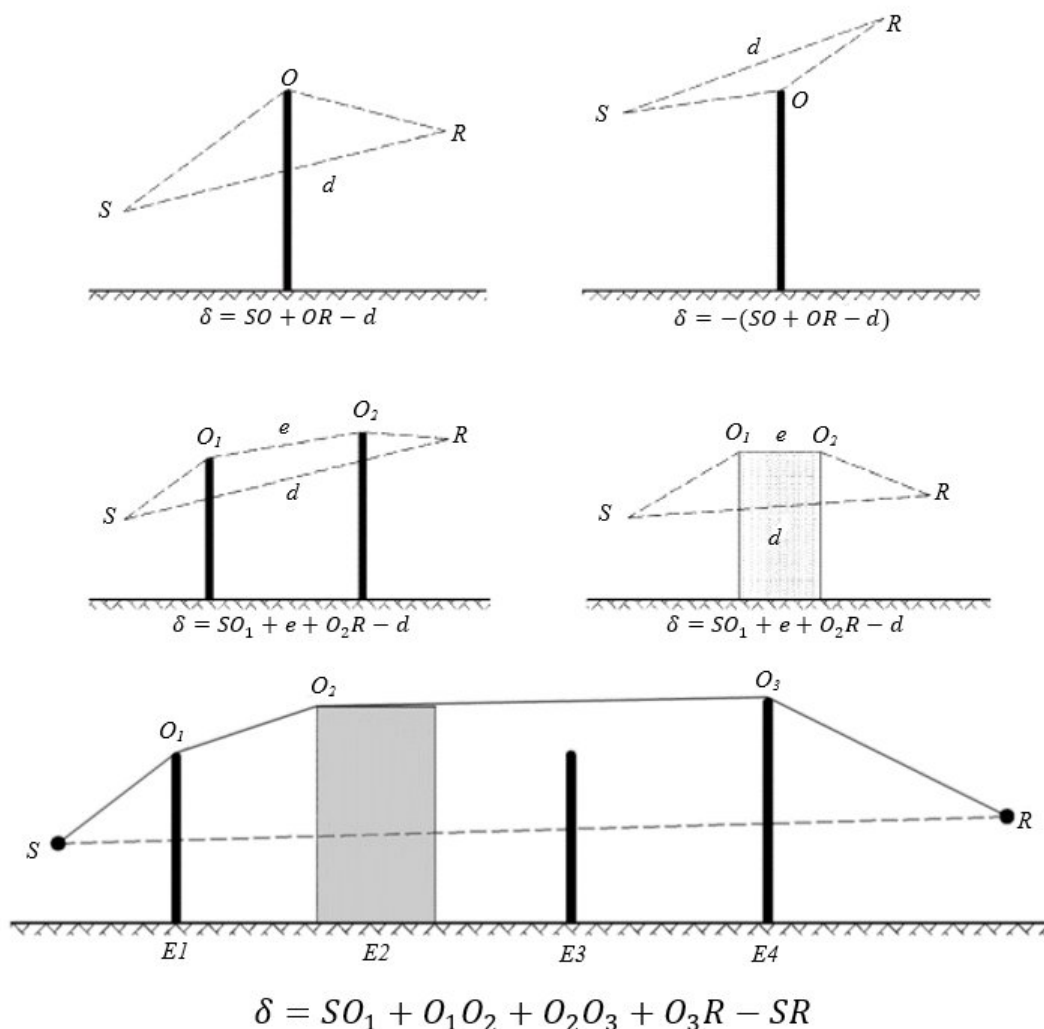 O
R
S
d
δ = SO + OR − d
R
d
S
O
δ = −(SO + OR − d)
O₂
O₁
e
R
d
S
δ = SO₁ + e + O₂R − d
O₁ e O₂
R
S
d
δ = SO₁ + e + O₂R − d
O₃
O₂
O₁
S
R
E1 E2 E3 E4
δ = SO₁ + O₁O₂ + O₂O₃ + O₃R − SR